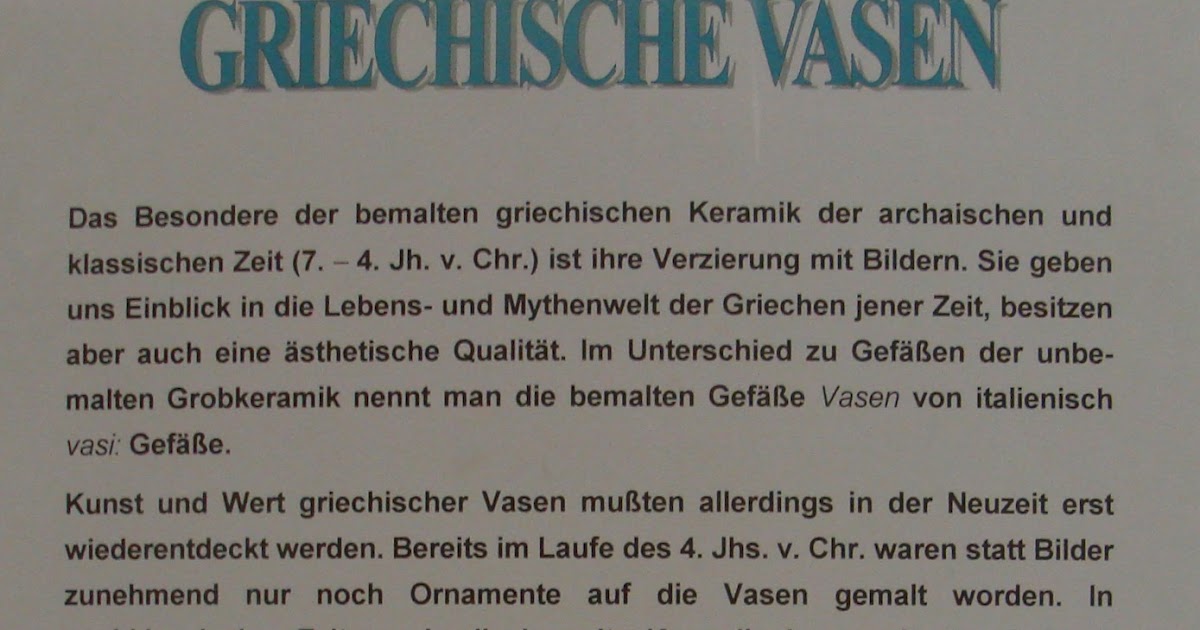 GRIECHISCHE VASEN
Das Besondere der bemalten griechischen Keramik der archaischen und
klassischen Zeit (7. – 4. Jh. v. Chr.) ist ihre Verzierung mit Bildern. Sie geben
uns Einblick in die Lebens- und Mythenwelt der Griechen jener Zeit, besitzen
aber auch eine ästhetische Qualität. Im Unterschied zu Gefäßen der unbe-
malten Grobkeramik nennt man die bemalten Gefäße Vasen von italienisch
vasi: Gefäße.
Kunst und Wert griechischer Vasen mußten allerdings in der Neuzeit erst
wiederentdeckt werden. Bereits im Laufe des 4. Jhs. v. Chr. waren statt Bilder
zunehmend nur noch Ornamente auf die Vasen gemalt worden. In